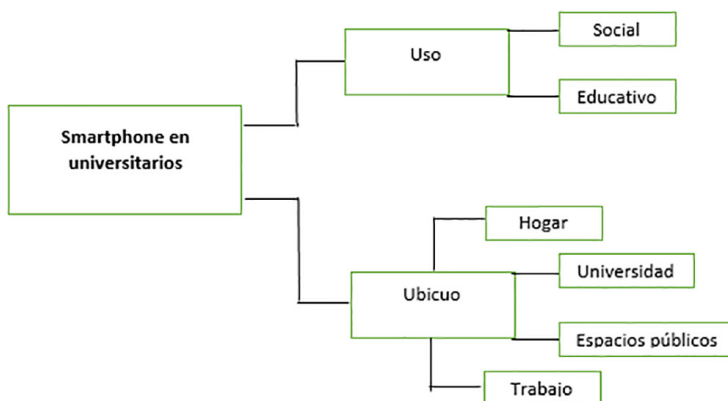 Smartphone en
universitarios
Uso
Social
Educativo
Ubicuo
Hogar
Universidad
Espacios públicos
Trabajo